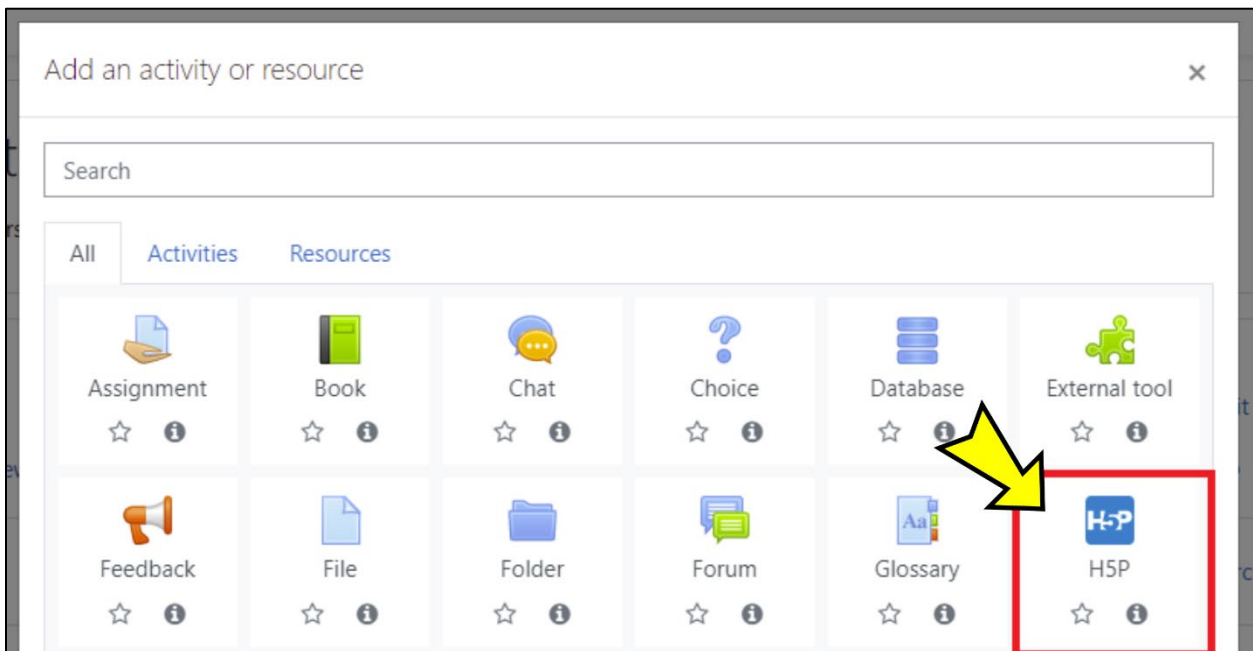 Add an activity or resource
×
Search
All Activities Resources
Assignment Book Chat Choice Database External tool
Feedback File Folder Forum Aa Glossary H5P H5P